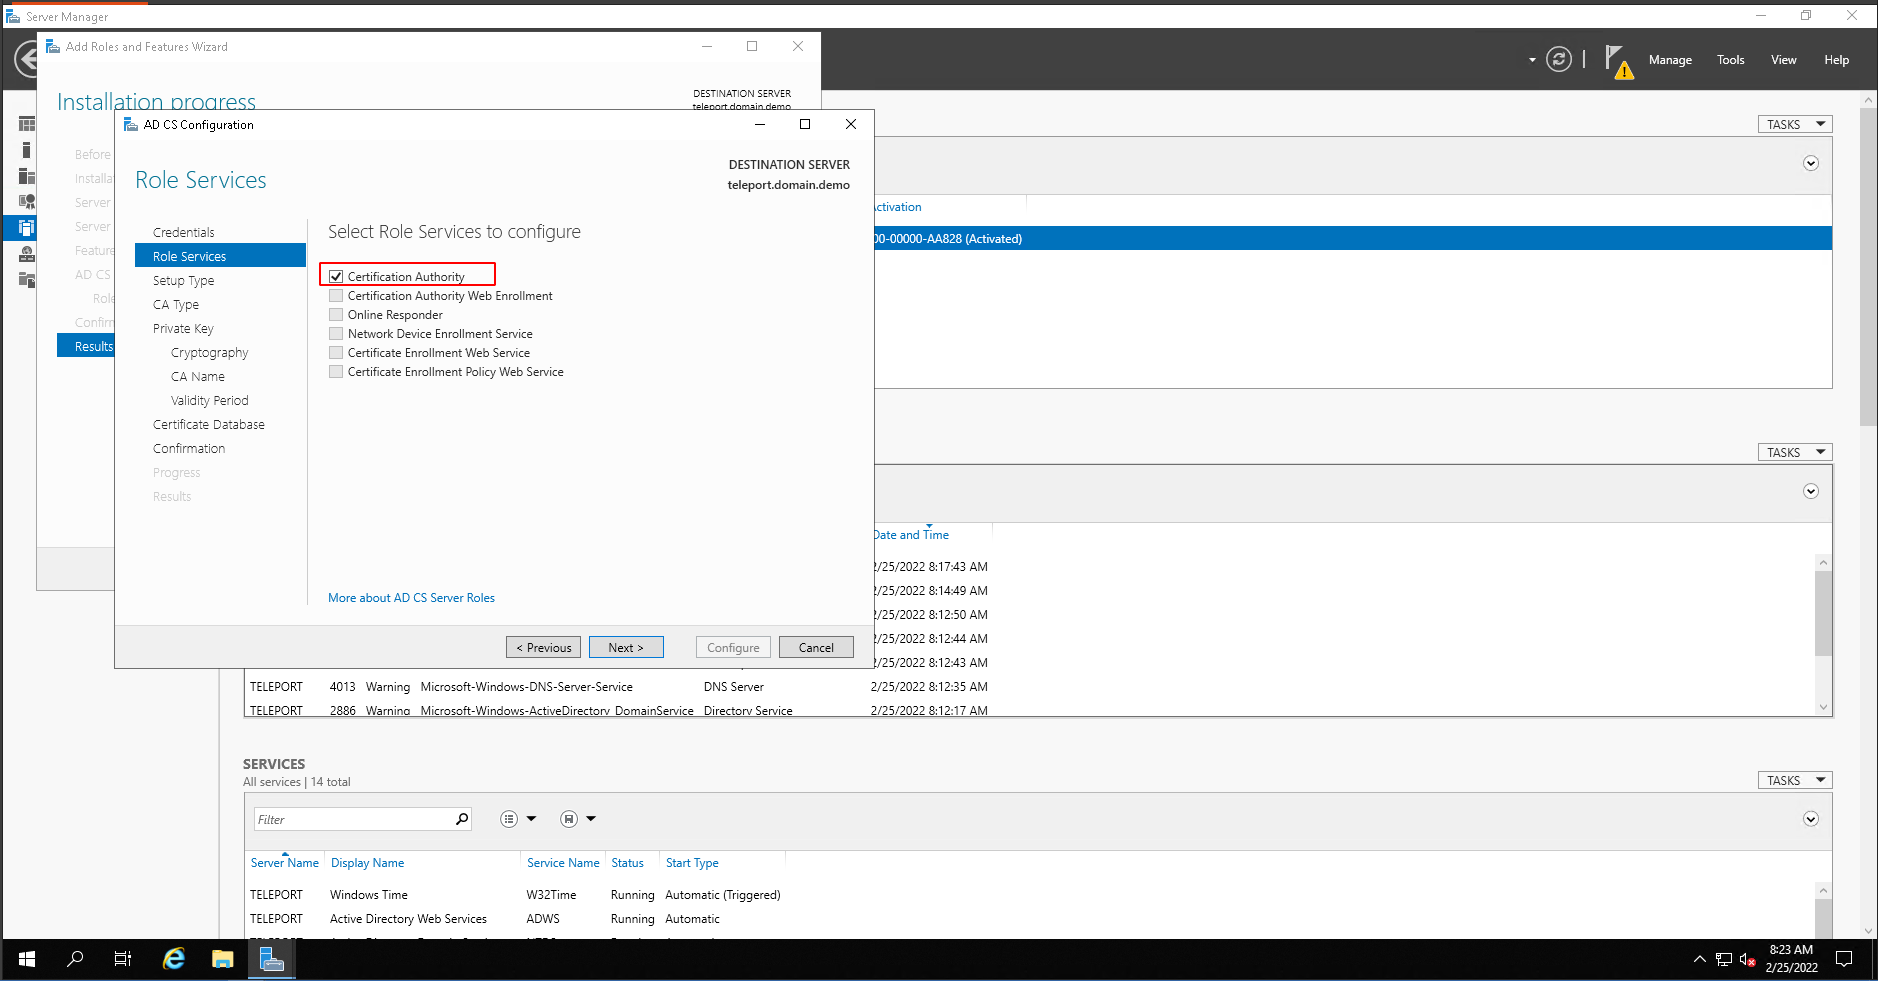 Server Manager
Manage
Tools
View
Help
Add Roles and Features Wizard
Installation progress
DESTINATION SERVER
teleport.domain.demo
Before
Server
Server
AD CS
Results
AD CS Configuration
Role Services
DESTINATION SERVER
teleport.domain.demo
Credentials
Role Services
Setup Type
CA Type
Private Key
Cryptography
CA Name
Validity Period
Certificate Database
Confirmation
Progress
Results
Select Role Services to configure
Certification Authority
Certification Authority Web Enrollment
Online Responder
Network Device Enrollment Service
Certificate Enrollment Web Service
Certificate Enrollment Policy Web Service
More about AD CS Server Roles
< Previous
Next >
Configure
Cancel
TASKS
00-00000-AA828 (Activated)
TASKS
Date and Time
2/25/2022 8:17:43 AM
2/25/2022 8:14:49 AM
2/25/2022 8:12:50 AM
2/25/2022 8:12:44 AM
2/25/2022 8:12:43 AM
TELEPORT 4013 Warning Microsoft-Windows-DNS-Server-Service DNS Server 2/25/2022 8:12:35 AM
TELEPORT 2886 Warning Microsoft-Windows-ActiveDirectory_DomainService Directory Service 2/25/2022 8:12:17 AM
SERVICES
All services | 14 total
TASKS
Filter
Server Name Display Name Service Name Status Start Type
TELEPORT Windows Time W32Time Running Automatic (Triggered)
TELEPORT Active Directory Web Services ADWS Running Automatic
8:23 AM
2/25/2022